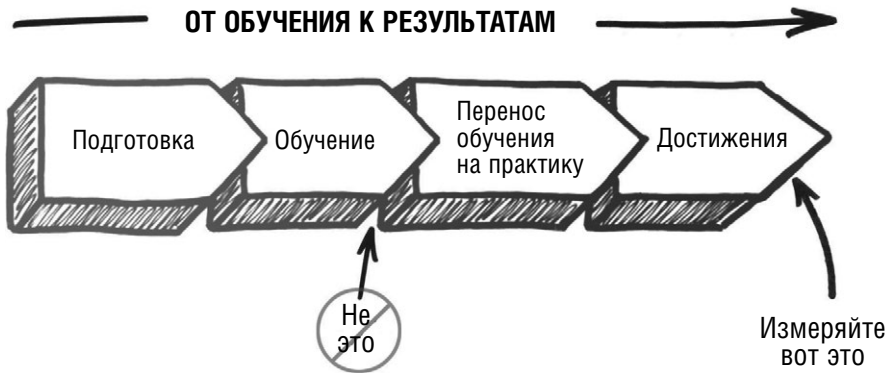 ОТ ОБУЧЕНИЯ К РЕЗУЛЬТАТАМ
Подготовка
Обучение
Перенос
обучения
на практику
Достижения
Не
это
Измеряйте
вот это